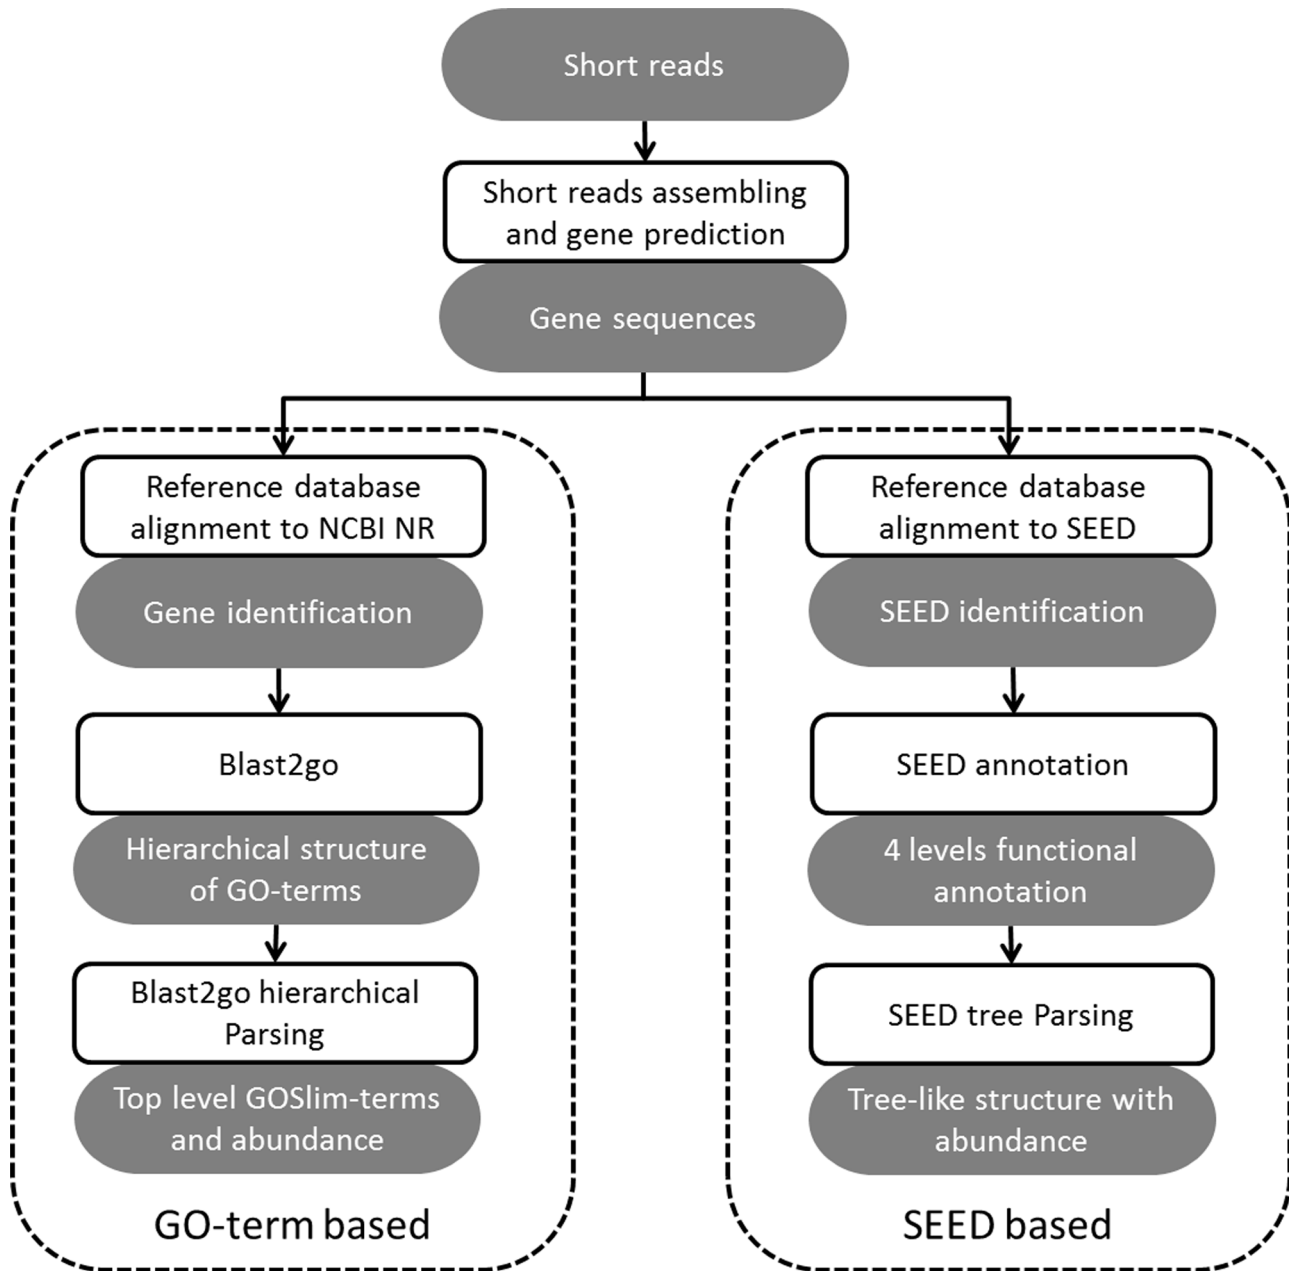 Short reads
Short reads assembling
and gene prediction
Gene sequences
Reference database
alignment to NCBI NR
Gene identification
Blast2go
Hierarchical structure
of GO-terms
Blast2go hierarchical
Parsing
Top level GOSlim-terms
and abundance
GO-term based
Reference database
alignment to SEED
SEED identification
SEED annotation
4 levels functional
annotation
SEED tree Parsing
Tree-like structure with
abundance
SEED based